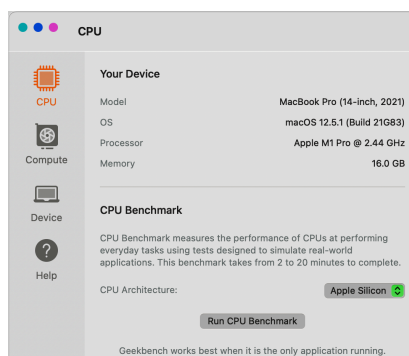 CPU
CPU
Compute
Device
Help
Your Device
Model MacBook Pro (14-inch, 2021)
OS macOS 12.5.1 (Build 21G83)
Processor Apple M1 Pro @ 2.44 GHz
Memory 16.0 GB
CPU Benchmark
CPU Benchmark measures the performance of CPUs at performing
everyday tasks using tests designed to simulate real-world
applications. This benchmark takes from 2 to 20 minutes to complete.
CPU Architecture: Apple Silicon
Run CPU Benchmark
Geekbench works best when it is the only application running.